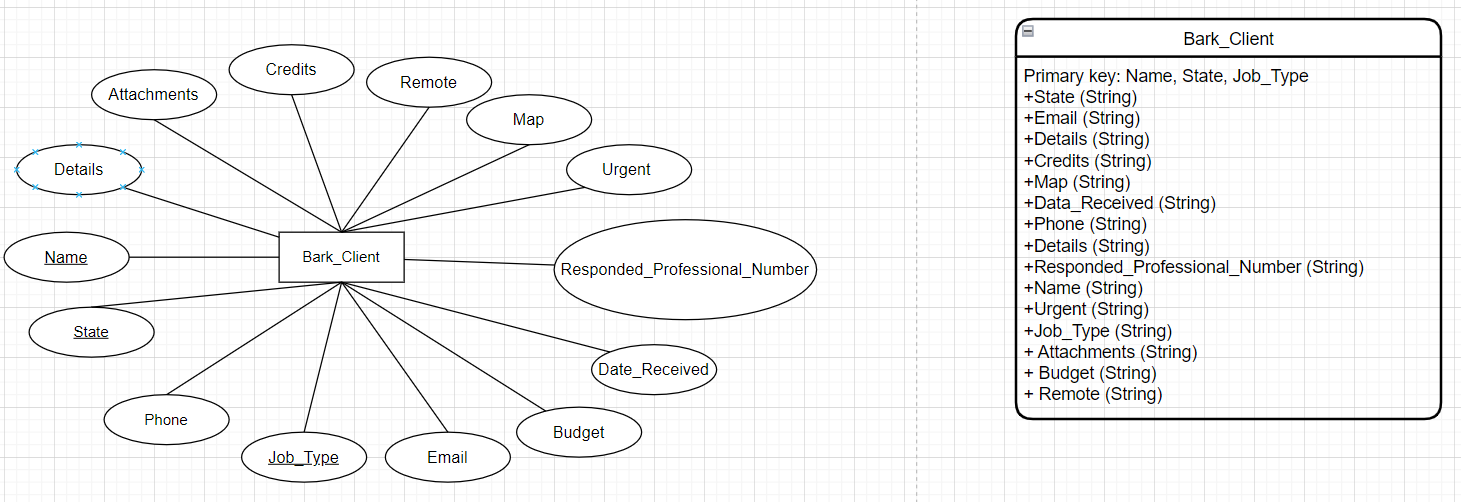 Credits
Remote
Attachments
Map
Details
Urgent
Name
Bark_Client
Responded_Professional_Number
State
Date_Received
Phone
Budget
Job_Type
Email
Bark_Client
Primary key: Name, State, Job_Type
+State (String)
+Email (String)
+Details (String)
+Credits (String)
+Map (String)
+Data_Received (String)
+Phone (String)
+Details (String)
+Responded_Professional_Number (String)
+Name (String)
+Urgent (String)
+Job_Type (String)
+ Attachments (String)
+ Budget (String)
+ Remote (String)